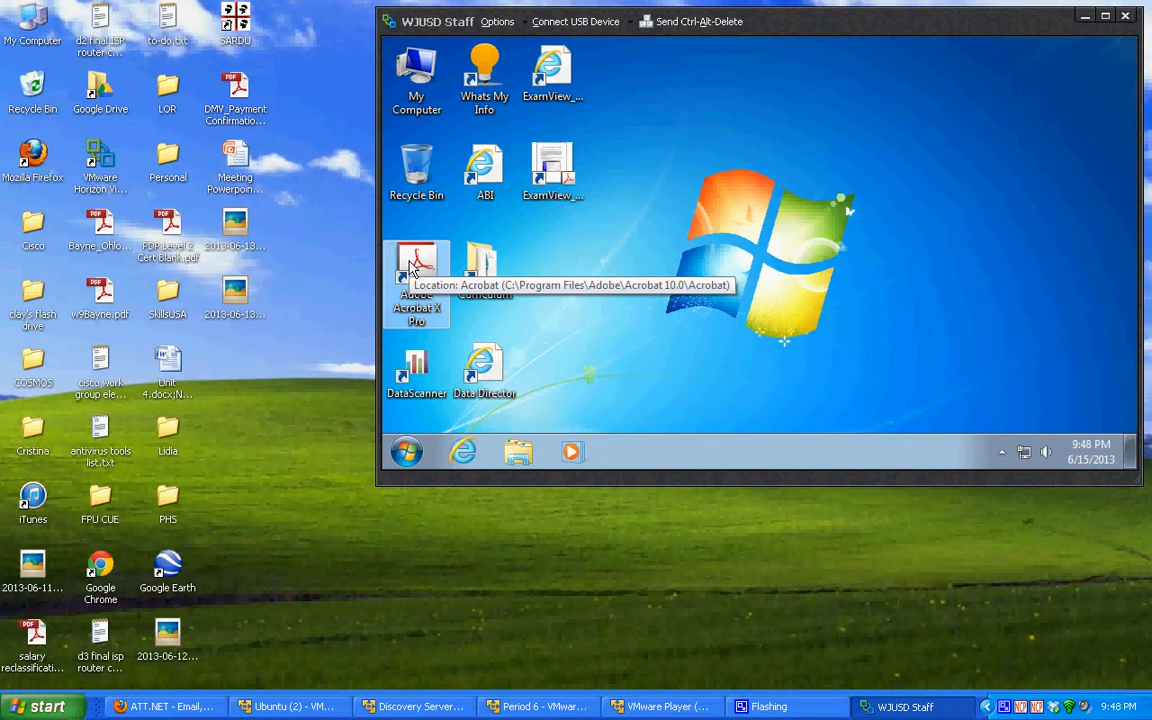 My Computer
d2 final ISP
router c...
to-do.txt
SARDU
Recycle Bin
Google Drive
LOR
DMV_Payment
Confirmatio...
Mozilla Firefox
VMware
Horizon Vi...
Personal
Meeting
Powerpoin...
Cisco
Bayne_Ohlo...
PDP Level 2
Cert Blank.pdf
2013-06-13...
clay's flash
drive
w9Bayne.pdf
SkillsUSA
2013-06-13...
COSMOS
cisco work
group ele...
Unit
4.docx;N...
Cristina
antivirus tools
list.txt
Lidia
iTunes
FPU CUE
PHS
2013-06-11...
Google
Chrome
Google Earth
salary
reclassificati...
d3 final isp
router c...
2013-06-12...
WJUSD Staff Options Connect USB Device Send Ctrl-Alt-Delete
My
Computer
Whats My
Info
ExamView_...
Recycle Bin
ABI
ExamView_...
Location: Acrobat (C:\Program Files\Adobe\Acrobat 10.0\Acrobat)
Adobe
Acrobat X
Pro
Curriculum
DataScanner
Data Director
9:48 PM
6/15/2013
start
ATT.NET - Email,...
Ubuntu (2) - VM...
Discovery Server...
Period 6 - VMwar...
VMware Player (...
Flashing
WJUSD Staff
9:48 PM